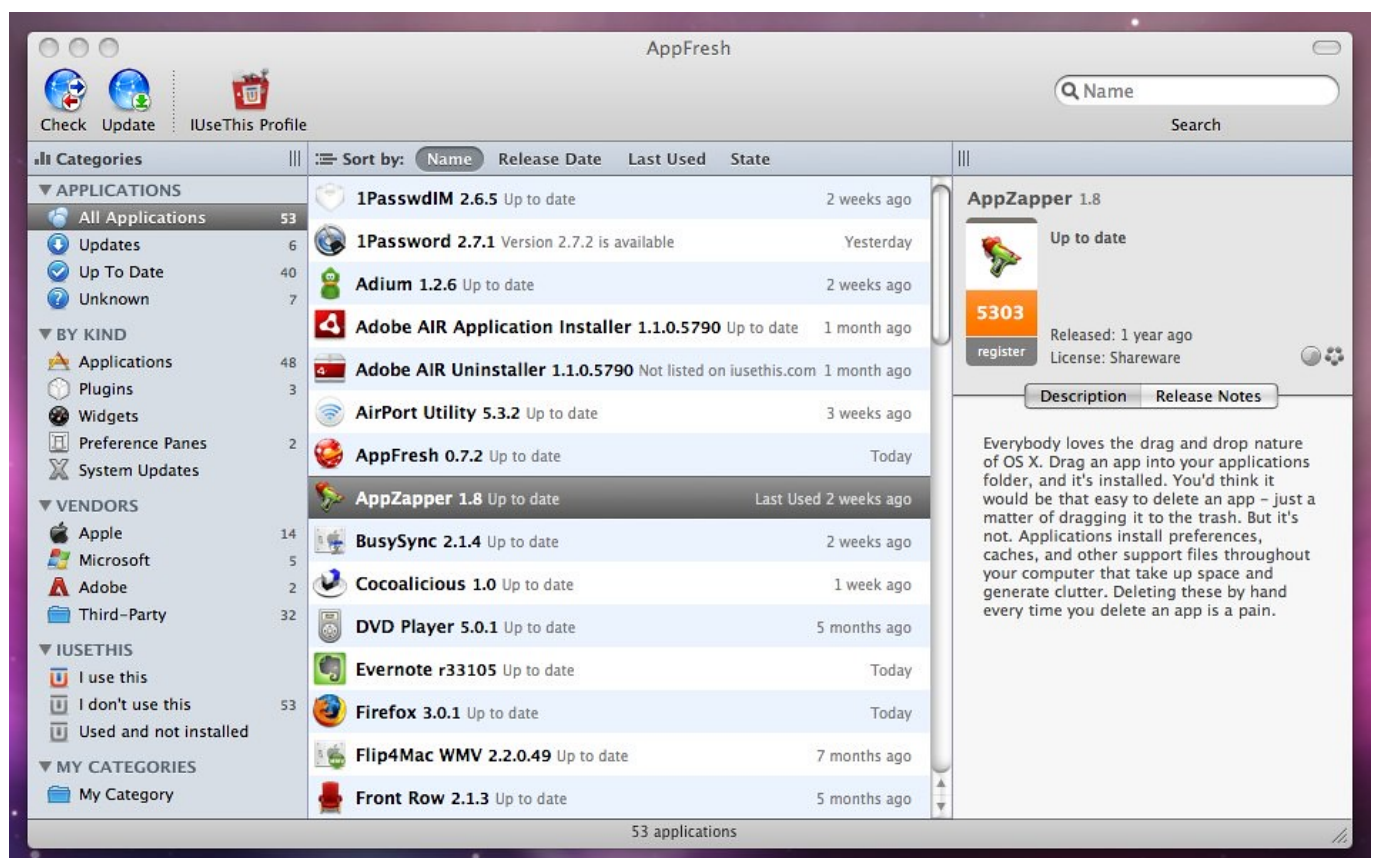 AppFresh
Check Update IUseThis Profile
Name
Search
Categories
Sort by: Name Release Date Last Used State
APPLICATIONS
All Applications 53
Updates 6
Up To Date 40
Unknown 7
BY KIND
Applications 48
Plugins 3
Widgets
Preference Panes 2
System Updates
VENDORS
Apple 14
Microsoft 5
Adobe 2
Third-Party 32
IUSETHIS
I use this
I don't use this 53
Used and not installed
MY CATEGORIES
My Category
1PasswdIM 2.6.5 Up to date 2 weeks ago
1Password 2.7.1 Version 2.7.2 is available Yesterday
Adium 1.2.6 Up to date 2 weeks ago
Adobe AIR Application Installer 1.1.0.5790 Up to date 1 month ago
Adobe AIR Uninstaller 1.1.0.5790 Not listed on iusethis.com 1 month ago
AirPort Utility 5.3.2 Up to date 3 weeks ago
AppFresh 0.7.2 Up to date Today
AppZapper 1.8 Up to date Last Used 2 weeks ago
BusySync 2.1.4 Up to date 2 weeks ago
Cocoalicious 1.0 Up to date 1 week ago
DVD Player 5.0.1 Up to date 5 months ago
Evernote r33105 Up to date Today
Firefox 3.0.1 Up to date Today
Flip4Mac WMV 2.2.0.49 Up to date 7 months ago
Front Row 2.1.3 Up to date 5 months ago
AppZapper 1.8
Up to date
5303
register
Released: 1 year ago
License: Shareware
Description Release Notes
Everybody loves the drag and drop nature
of OS X. Drag an app into your applications
folder, and it's installed. You'd think it
would be that easy to delete an app – just a
matter of dragging it to the trash. But it's
not. Applications install preferences,
caches, and other support files throughout
your computer that take up space and
generate clutter. Deleting these by hand
every time you delete an app is a pain.
53 applications